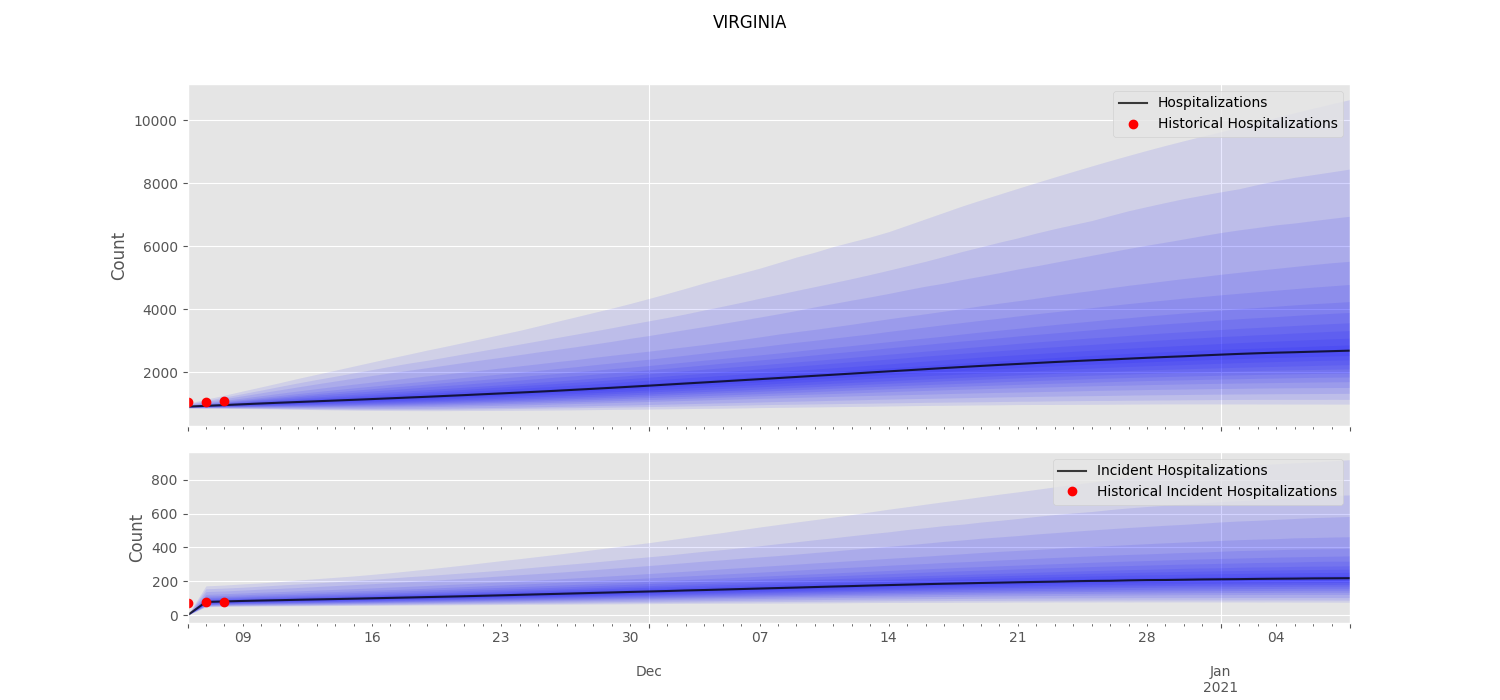 VIRGINIA
Hospitalizations
Historical Hospitalizations
10000
8000
6000
4000
2000
Count
Incident Hospitalizations
Historical Incident Hospitalizations
800
600
400
200
0
Count
09 16 23 30 07 14 21 28 04
Dec Jan
2021